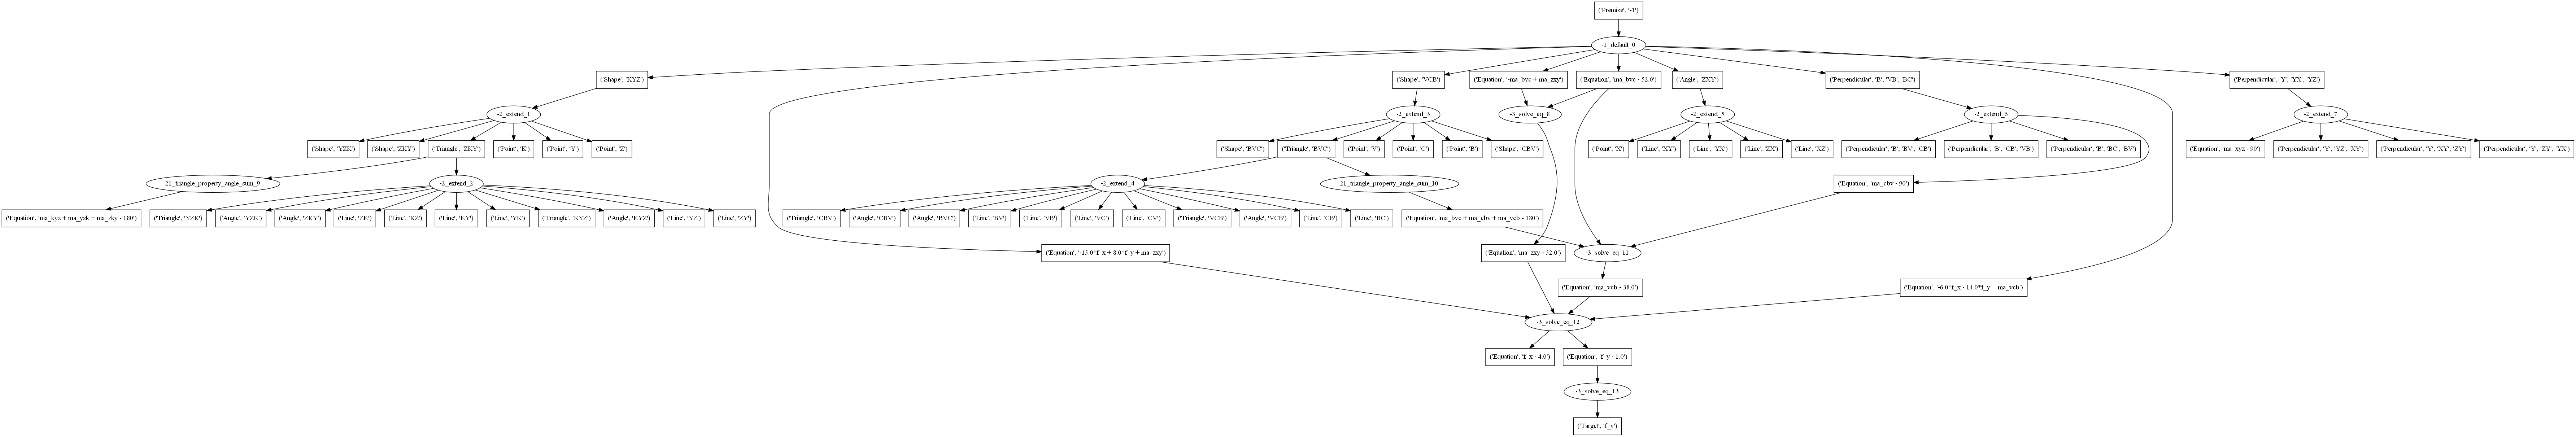 ('Premise', '-1')
-1_default_0
('Shape', 'KYZ')
('Shape', 'VCB')
('Equation', '-ma_bvc + ma_zxy')
('Equation', 'ma_bvc - 52.0')
('Angle', 'ZXY')
('Perpendicular', 'B', 'VB', 'BC')
('Perpendicular', 'Y', 'YX', 'YZ')
-2_extend_1
-2_extend_3
-3_solve_eq_8
-2_extend_5
-2_extend_6
-2_extend_7
('Shape', 'YZK')
('Shape', 'ZKY')
('Triangle', 'ZKY')
('Point', 'K')
('Point', 'Y')
('Point', 'Z')
('Shape', 'BVC')
('Triangle', 'BVC')
('Point', 'V')
('Point', 'C')
('Point', 'B')
('Shape', 'CBV')
('Point', 'X')
('Line', 'XY')
('Line', 'YX')
('Line', 'ZX')
('Line', 'XZ')
('Perpendicular', 'B', 'BV', 'CB')
('Perpendicular', 'B', 'CB', 'VB')
('Perpendicular', 'B', 'BC', 'BV')
('Equation', 'ma_xyz - 90')
('Perpendicular', 'Y', 'YZ', 'XY')
('Perpendicular', 'Y', 'XY', 'ZY')
('Perpendicular', 'Y', 'ZY', 'YX')
21_triangle_property_angle_sum_9
-2_extend_2
-2_extend_4
21_triangle_property_angle_sum_10
('Equation', 'ma_cbv - 90')
('Equation', 'ma_kyz + ma_yzk + ma_zky - 180')
('Triangle', 'YZK')
('Angle', 'YZK')
('Angle', 'ZKY')
('Line', 'ZK')
('Line', 'KZ')
('Line', 'KY')
('Line', 'YK')
('Triangle', 'KYZ')
('Angle', 'KYZ')
('Line', 'YZ')
('Line', 'ZY')
('Triangle', 'CBV')
('Angle', 'CBV')
('Angle', 'BVC')
('Line', 'BV')
('Line', 'VB')
('Line', 'VC')
('Line', 'CV')
('Triangle', 'VCB')
('Angle', 'VCB')
('Line', 'CB')
('Line', 'BC')
('Equation', 'ma_bvc + ma_cbv + ma_vcb - 180')
('Equation', '-15.0*f_x + 8.0*f_y + ma_zxy')
('Equation', 'ma_zxy - 52.0')
-3_solve_eq_11
('Equation', 'ma_vcb - 38.0')
('Equation', '-6.0*f_x - 14.0*f_y + ma_vcb')
-3_solve_eq_12
('Equation', 'f_x - 4.0')
('Equation', 'f_y - 1.0')
-3_solve_eq_13
('Target', 'f_y')